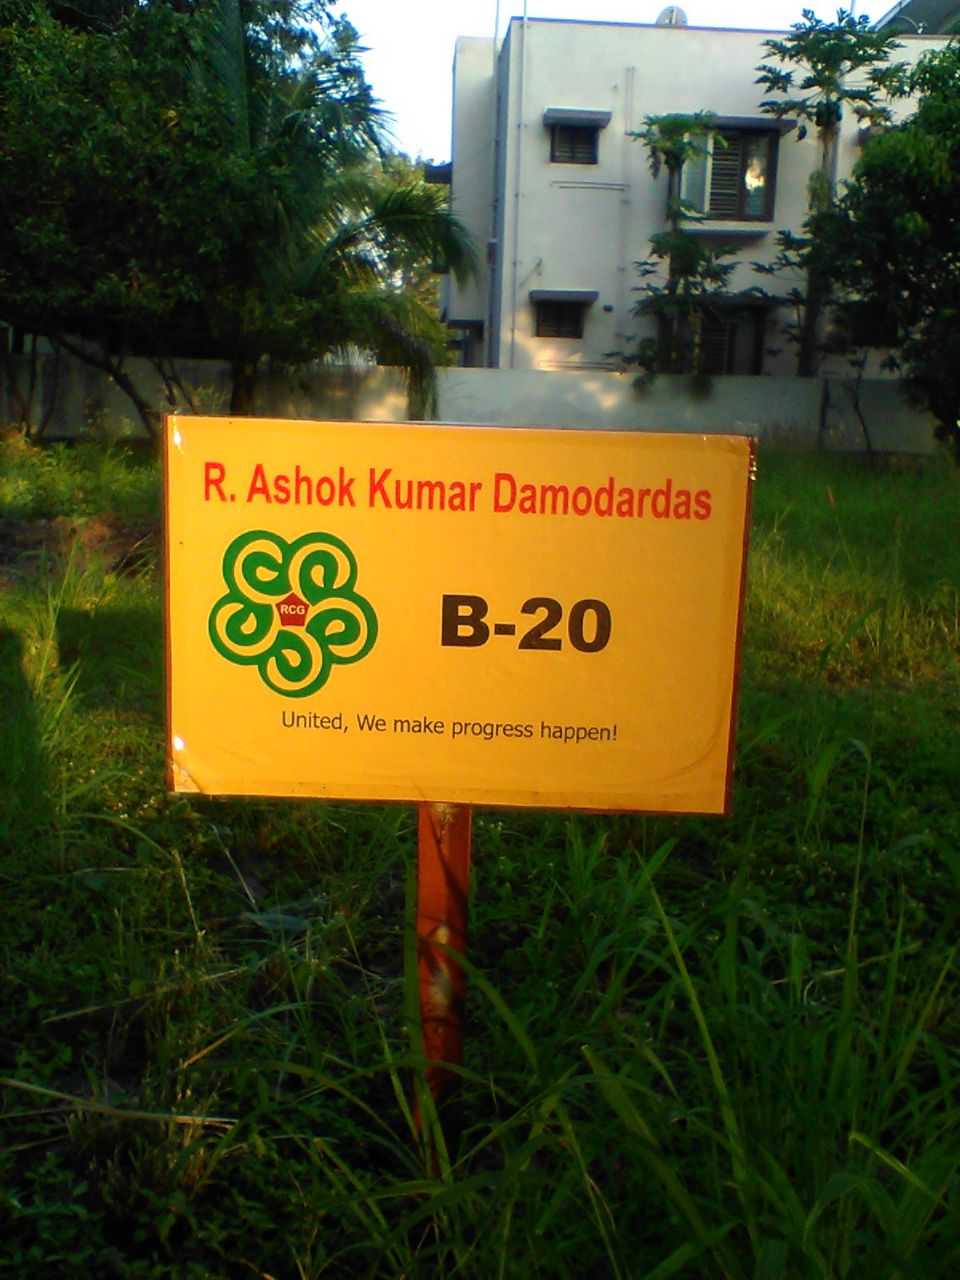 R. Ashok Kumar Damodardas
RCG
B-20
United, We make progress happen!